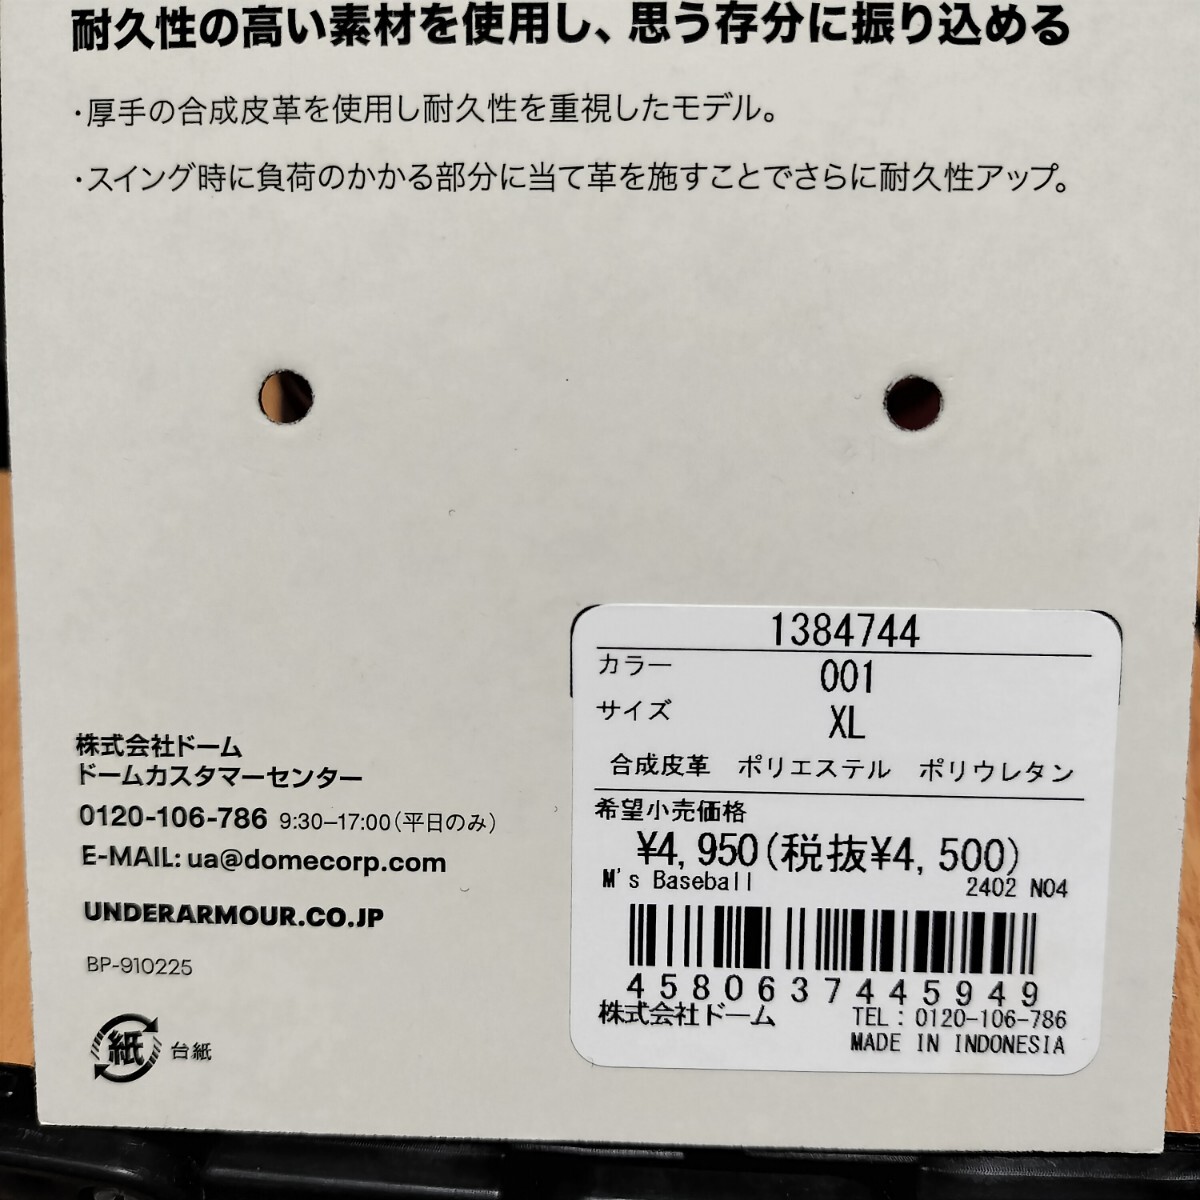 耐久性の高い素材を使用し、思う存分に振り込める
・厚手の合成皮革を使用し耐久性を重視したモデル。
・スイング時に負荷のかかる部分に当て革を施すことでさらに耐久性アップ。
株式会社ドーム
ドームカスタマーセンター
0120-106-786 9:30–17:00(平日のみ)
E-MAIL: ua@domecorp.com
UNDERARMOUR.CO.JP
BP-910225
紙 台紙
1384744
カラー 001
サイズ XL
合成皮革 ポリエステル ポリウレタン
希望小売価格
¥4,950(税抜¥4,500)
M's Baseball 2402 N04
4580637445949
株式会社ドーム TEL: 0120-106-786
MADE IN INDONESIA